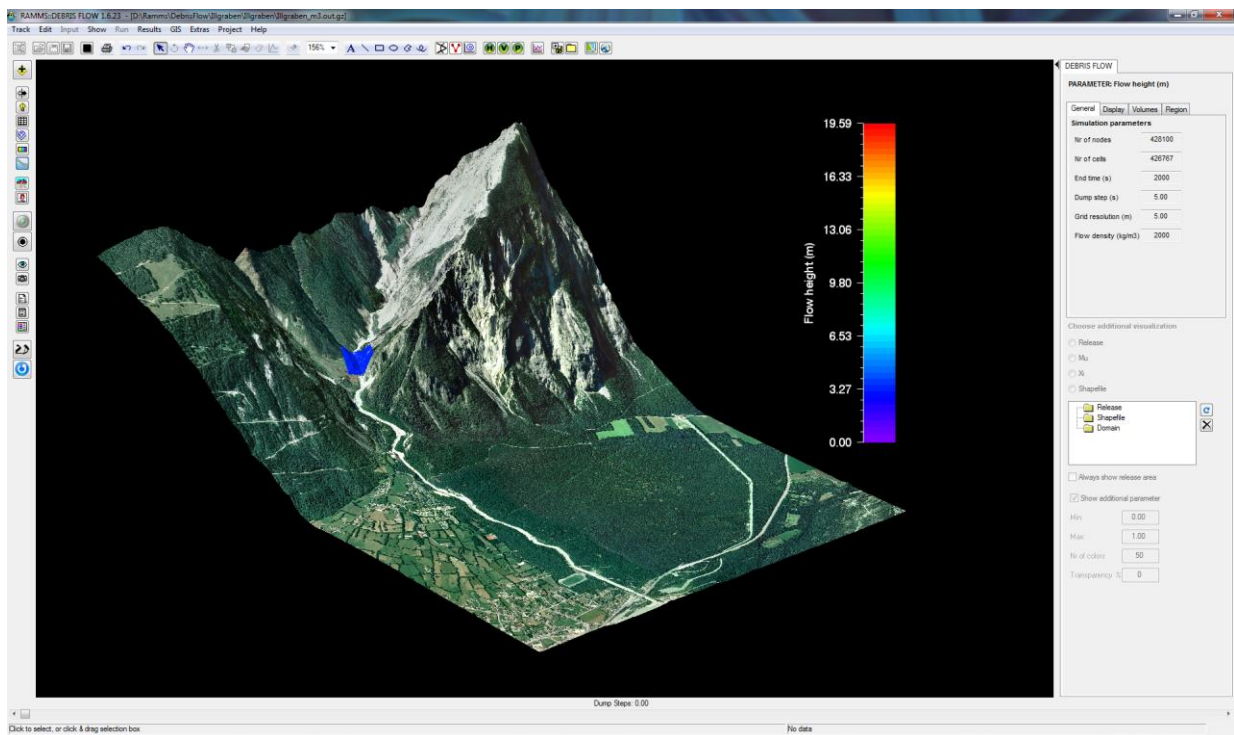 RAMMS::DEBRIS FLOW 1.6.23 - [D:\Ramms\DebrisFlow\Illgraben\Illgraben\Illgraben_m3.out.gz]
Track Edit Input Show Run Results GIS Extras Project Help
156% A H V P
DEBRIS FLOW
PARAMETER: Flow height (m)
General Display Volumes Region
Simulation parameters
Nr of nodes 428100
Nr of cells 426767
End time (s) 2000
Dump step (s) 5.00
Grid resolution (m) 5.00
Flow density (kg/m3) 2000
19.59
16.33
13.06
9.80
6.53
3.27
0.00
Flow height (m)
Choose additional visualization
Release
Mu
Xi
Shapefile
Release
Shapefile
Domain
Always show release area
Show additional parameter
Min: 0.00
Max: 1.00
Nr of colors 50
Transparency % 0
Dump Steps: 0.00
Click to select, or click & drag selection box
No data